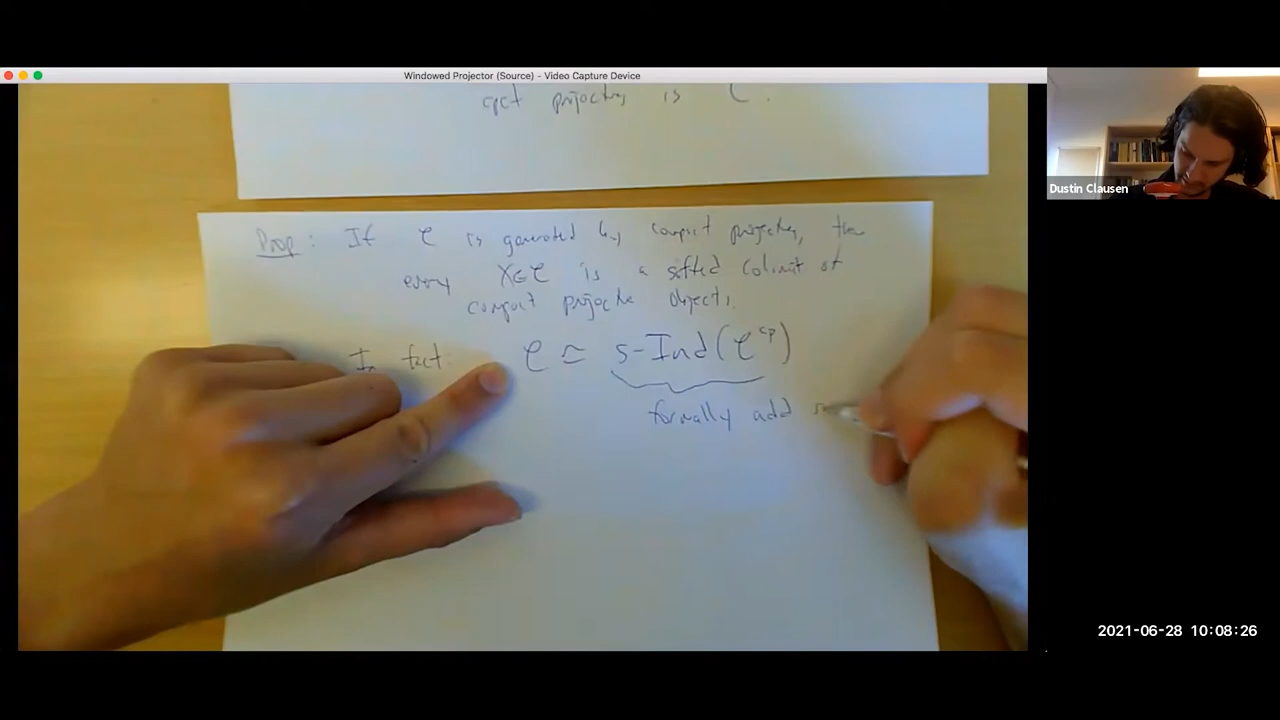 Windowed Projector (Source) - Video Capture Device
cpct projectives is C.
Dustin Clausen
Prop: If C is generated by compact projectives, then
every X∈C is a sifted colimit of
compact projective objects.
In fact C ≃ s-Ind(C^cp)
formally add
2021-06-28 10:08:26